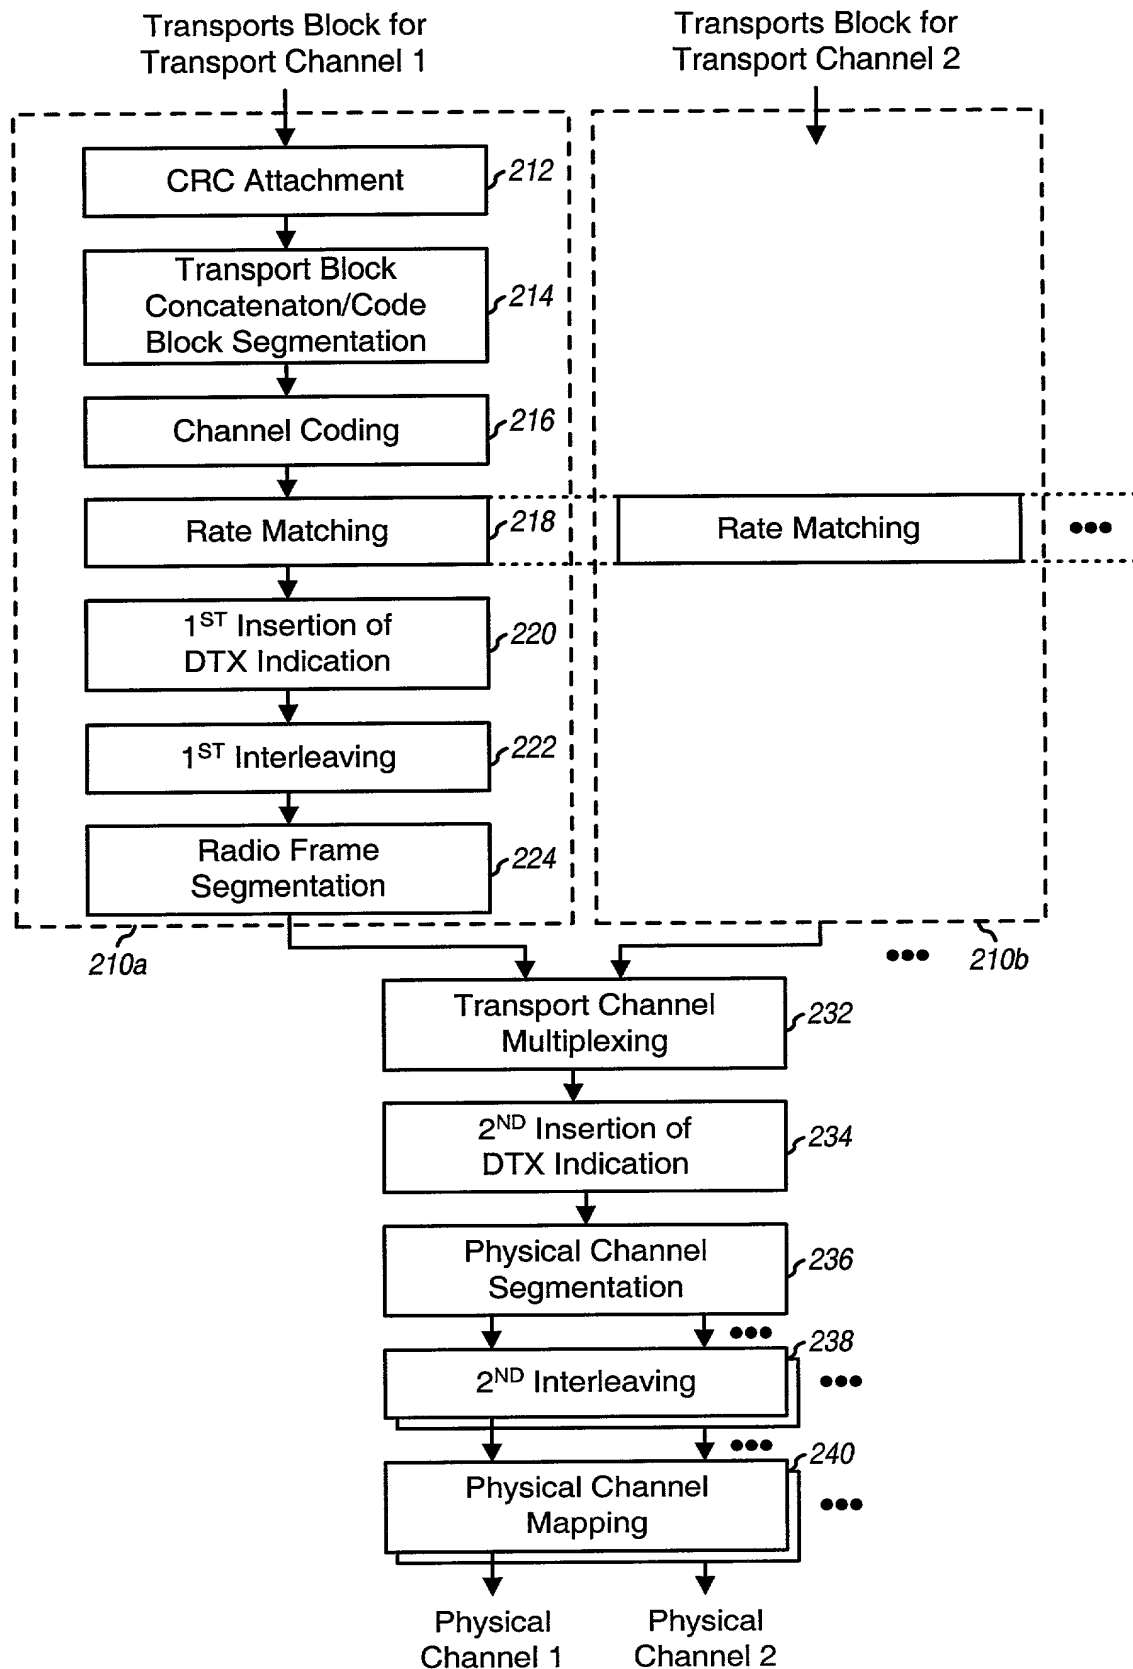 Transports Block for
Transport Channel 1
Transports Block for
Transport Channel 2
CRC Attachment
212
Transport Block
Concatenaton/Code
Block Segmentation
214
Channel Coding
216
Rate Matching
218
Rate Matching
1ST Insertion of
DTX Indication
220
1ST Interleaving
222
Radio Frame
Segmentation
224
210a
210b
Transport Channel
Multiplexing
232
2ND Insertion of
DTX Indication
234
Physical Channel
Segmentation
236
2ND Interleaving
238
Physical Channel
Mapping
240
Physical
Channel 1
Physical
Channel 2